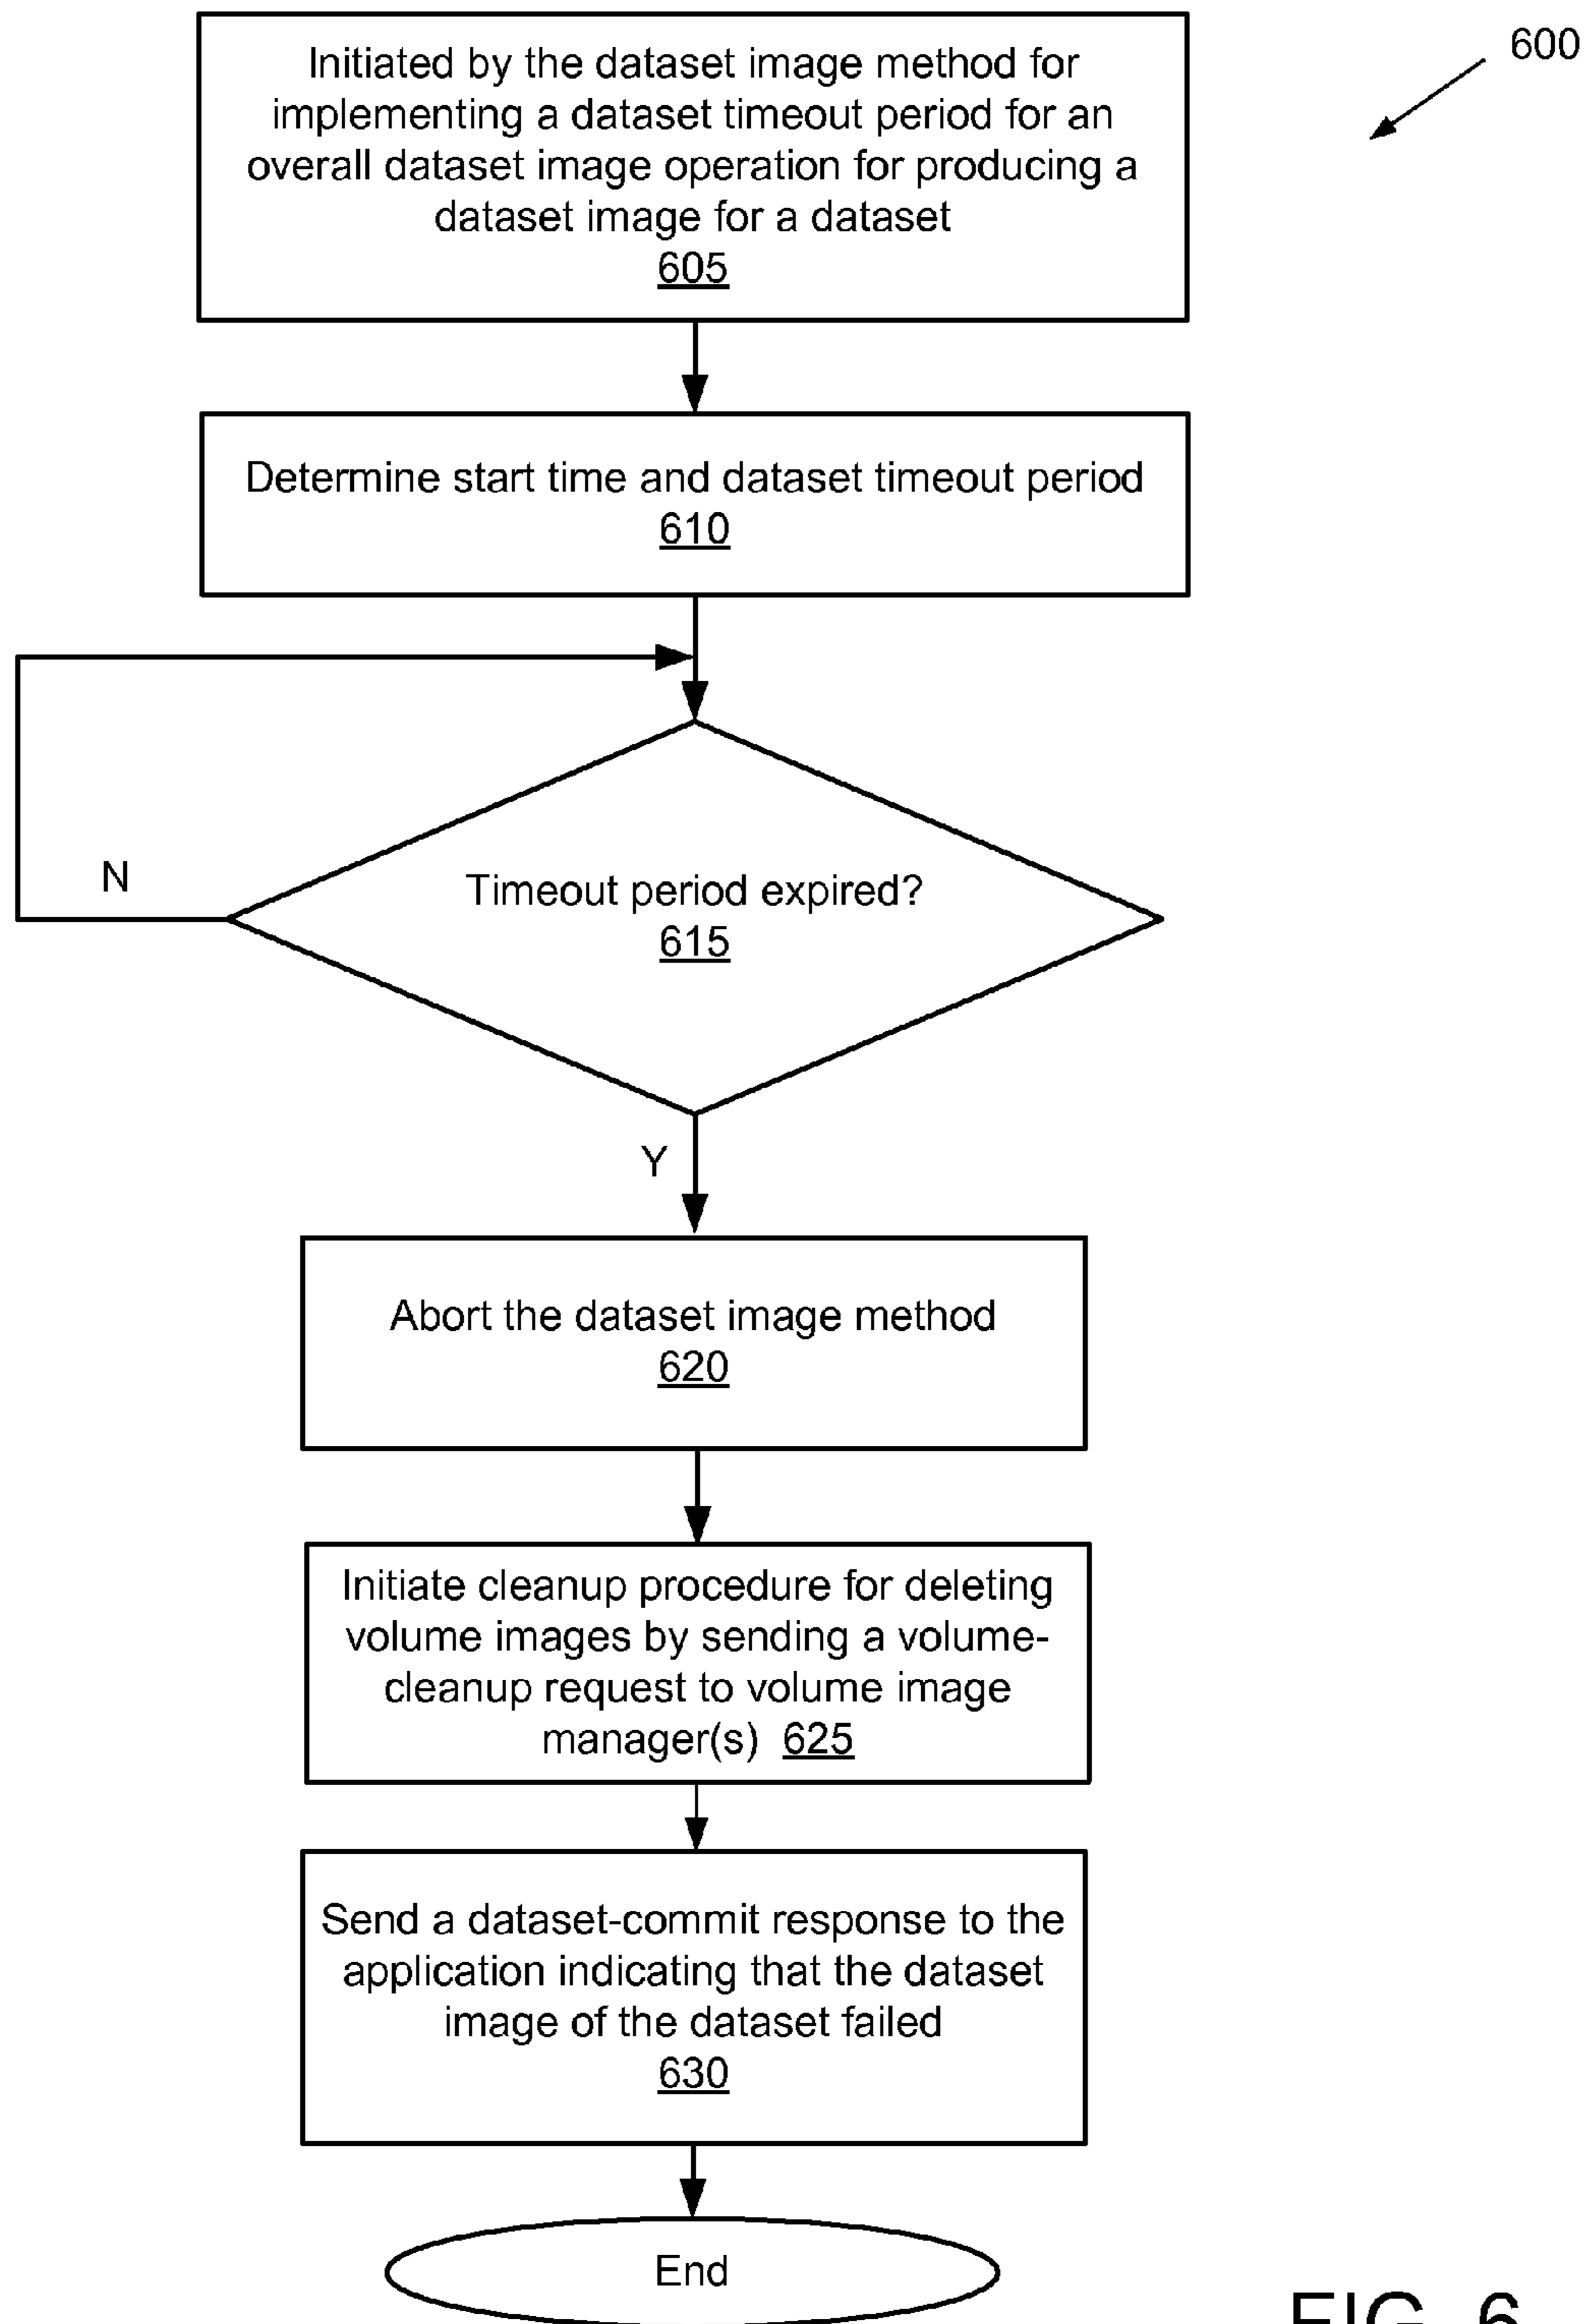 600
Initiated by the dataset image method for
implementing a dataset timeout period for an
overall dataset image operation for producing a
dataset image for a dataset
605
Determine start time and dataset timeout period
610
N
Timeout period expired?
615
Y
Abort the dataset image method
620
Initiate cleanup procedure for deleting
volume images by sending a volume-
cleanup request to volume image
manager(s) 625
Send a dataset-commit response to the
application indicating that the dataset
image of the dataset failed
630
End
FIG. 6